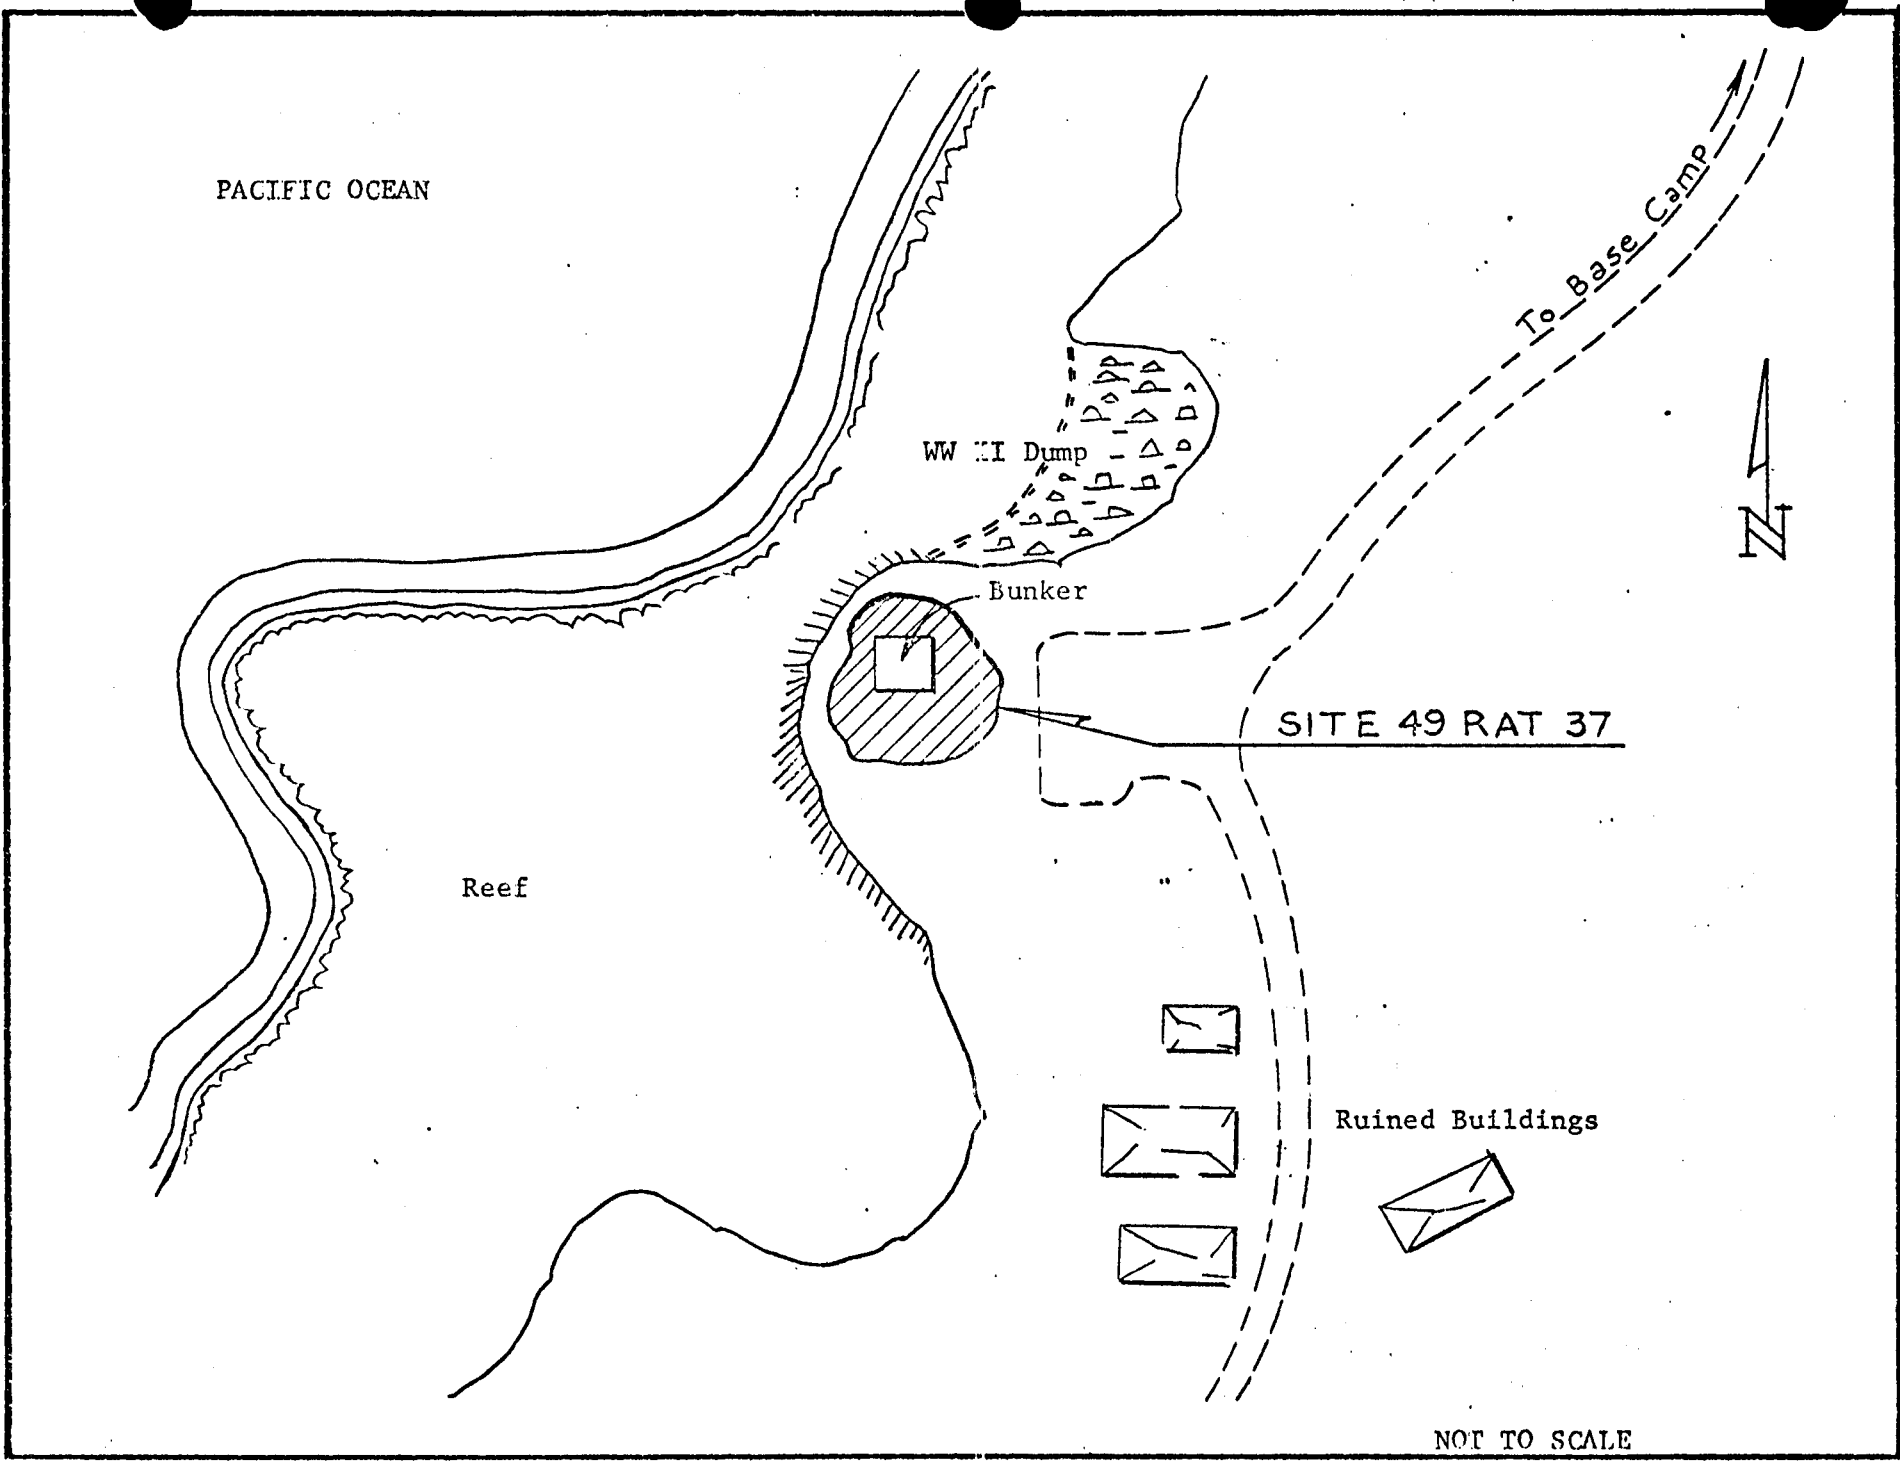 PACIFIC OCEAN
To Base Camp
WW II Dump
N
Bunker
SITE 49 RAT 37
Reef
Ruined Buildings
NOT TO SCALE